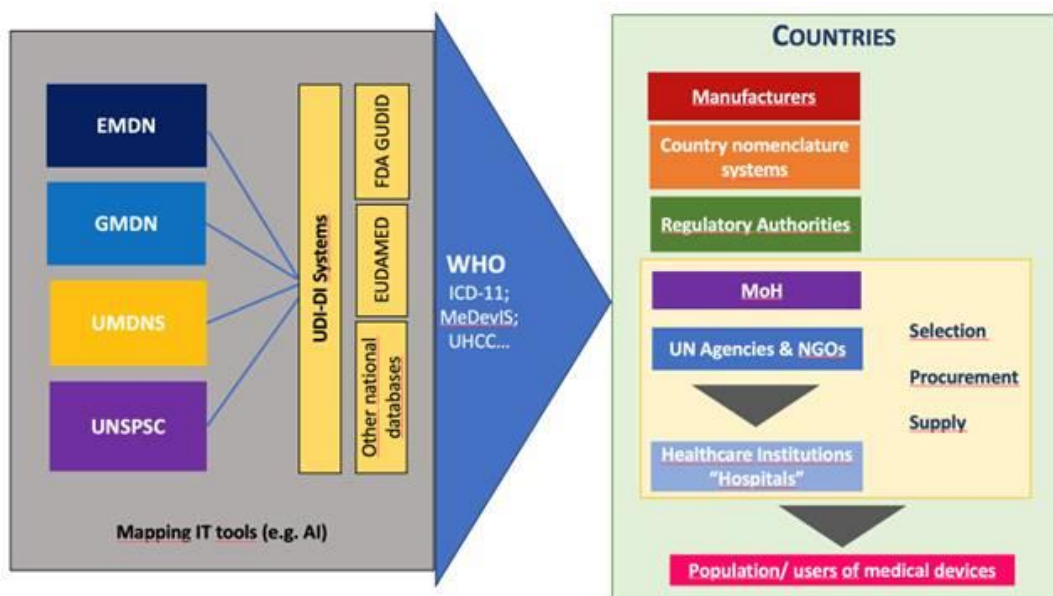 EMDN
GMDN
UMDNS
UNSPSC
UDI-DI Systems
FDA GUDID
EUDAMED
Other national
databases
Mapping IT tools (e.g. AI)
WHO
ICD-11;
MeDevIS;
UHCC...
COUNTRIES
Manufacturers
Country nomenclature
systems
Regulatory Authorities
MoH
UN Agencies & NGOs
Healthcare Institutions
“Hospitals”
Selection
Procurement
Supply
Population/ users of medical devices